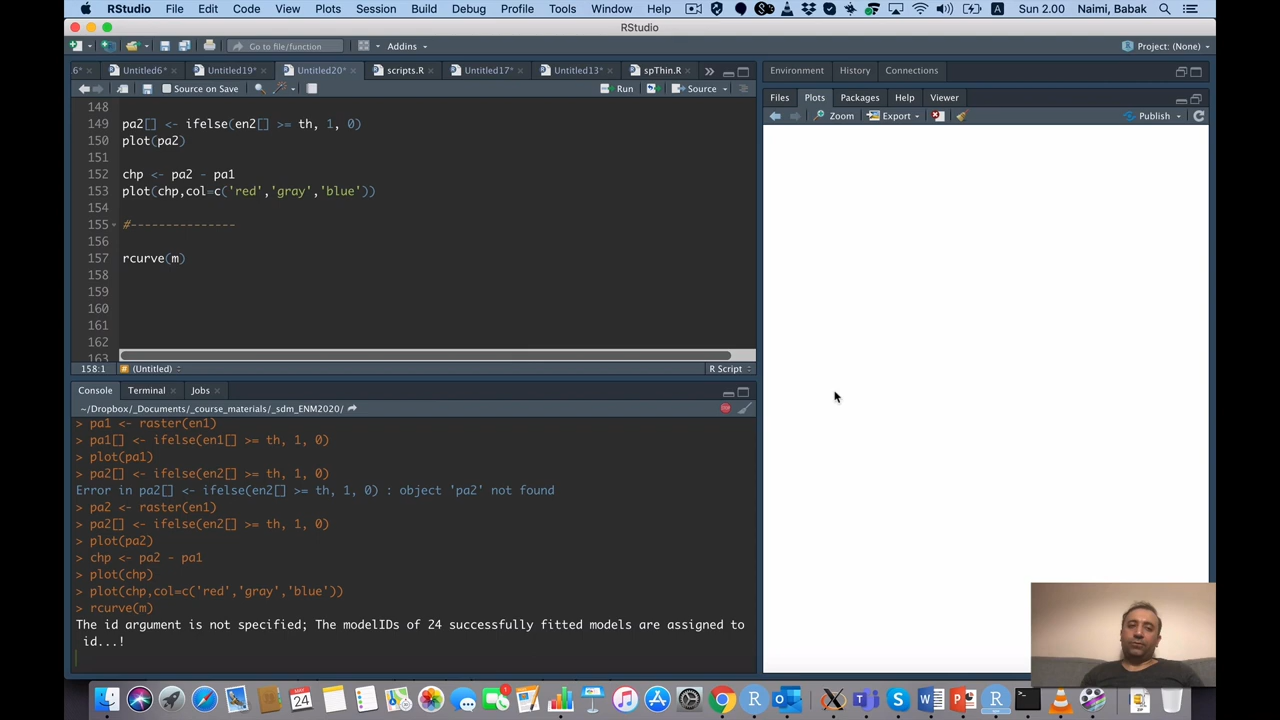 RStudio File Edit Code View Plots Session Build Debug Profile Tools Window Help Sun 2.00 Naimi, Babak
RStudio
Go to file/function Addins Project: (None)
6* Untitled6* Untitled19* Untitled20* scripts.R Untitled17* Untitled13* spThin.R
Source on Save Run Source
148
149 pa2[] <- ifelse(en2[] >= th, 1, 0)
150 plot(pa2)
151
152 chp <- pa2 - pa1
153 plot(chp,col=c('red','gray','blue'))
154
155 #---------------
156
157 rcurve(m)
158
159
160
161
162
163
158:1 # (Untitled) R Script
Console Terminal Jobs
~/Dropbox/_Documents/_course_materials/_sdm_ENM2020/
> pa1 <- raster(en1)
> pa1[] <- ifelse(en1[] >= th, 1, 0)
> plot(pa1)
> pa2[] <- ifelse(en2[] >= th, 1, 0)
Error in pa2[] <- ifelse(en2[] >= th, 1, 0) : object 'pa2' not found
> pa2 <- raster(en1)
> pa2[] <- ifelse(en2[] >= th, 1, 0)
> plot(pa2)
> chp <- pa2 - pa1
> plot(chp)
> plot(chp,col=c('red','gray','blue'))
> rcurve(m)
The id argument is not specified; The modelIDs of 24 successfully fitted models are assigned to
id...!
Environment History Connections
Files Plots Packages Help Viewer
Zoom Export Publish